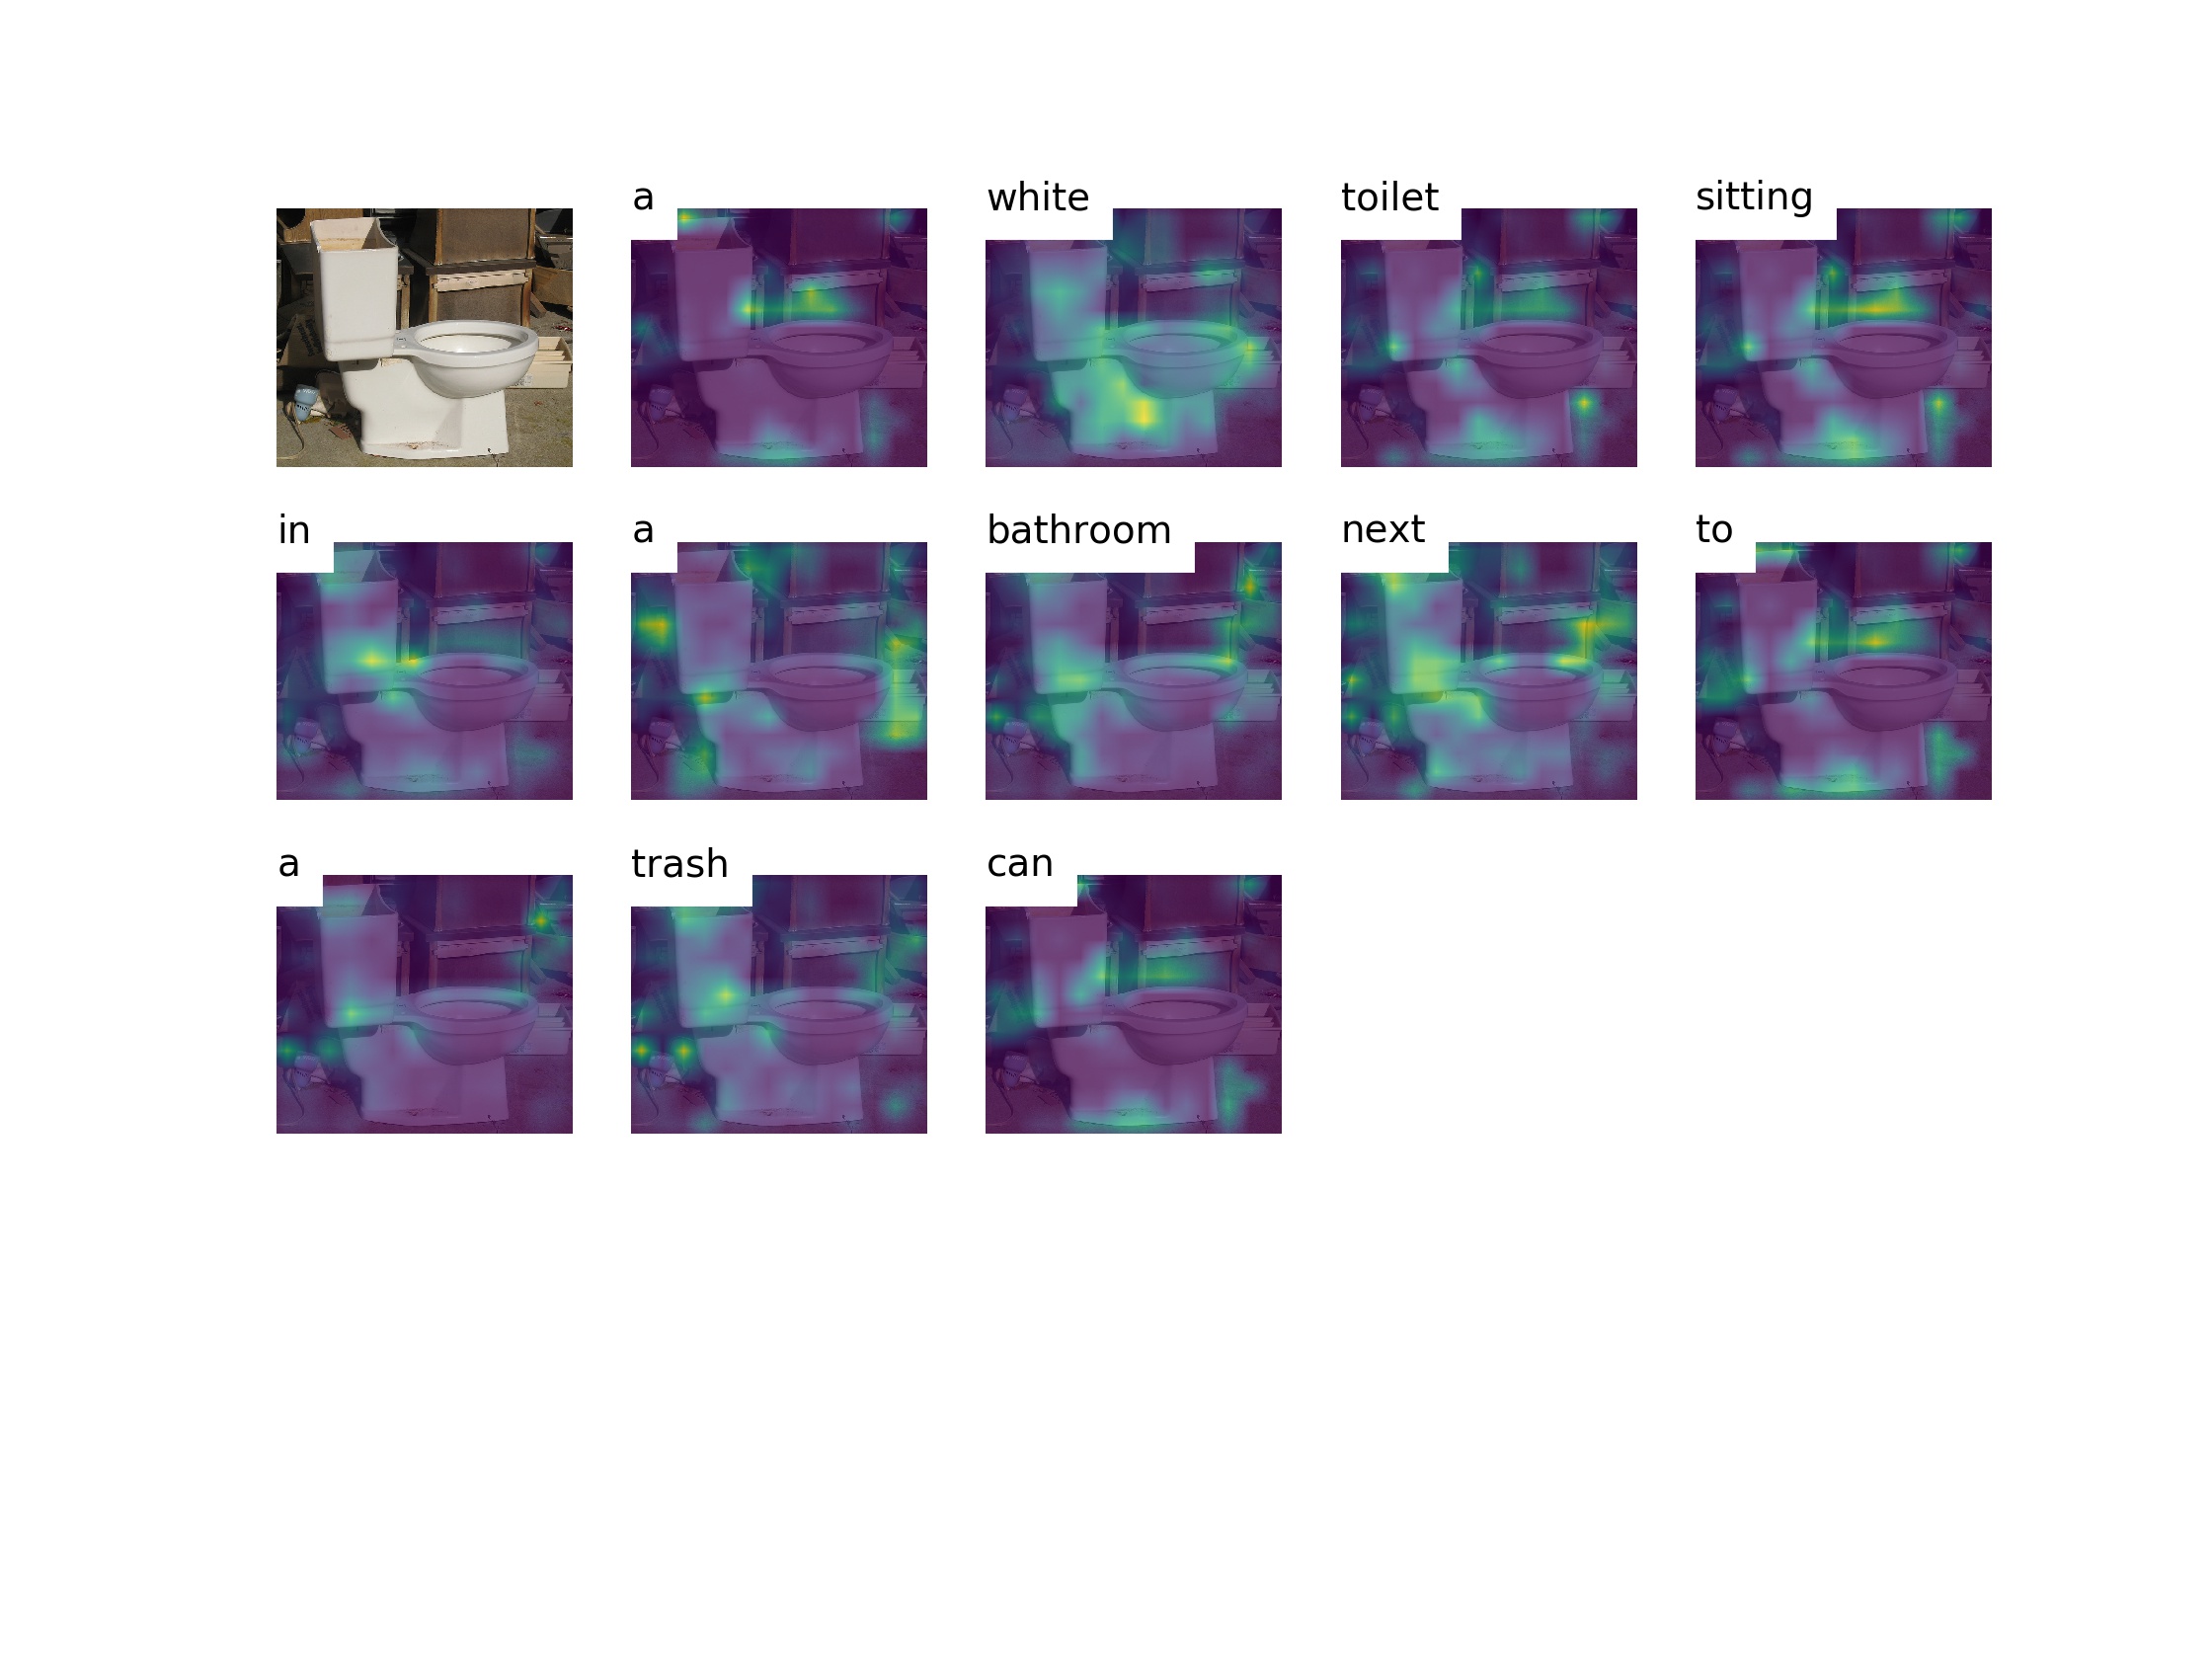 a white toilet sitting
in a bathroom next to
a trash can